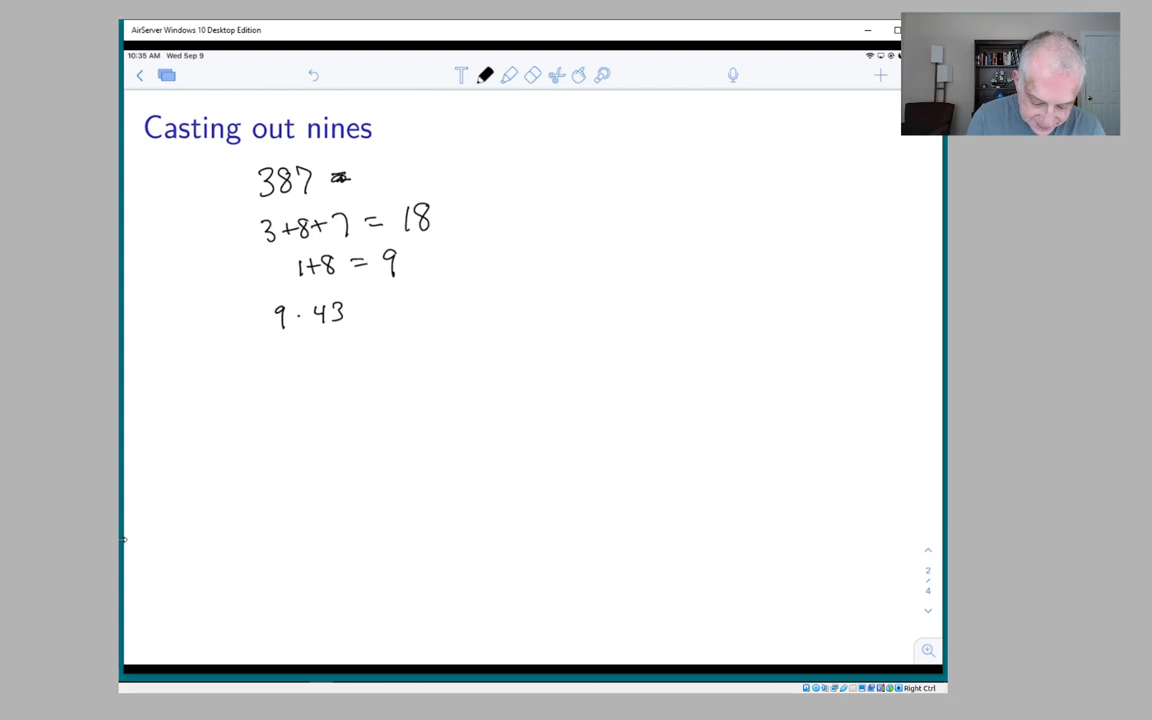 AirServer Windows 10 Desktop Edition
10:35 AM Wed Sep 9
Casting out nines
387
3+8+7 = 18
1+8 = 9
9 · 43
2
/
4
Right Ctrl